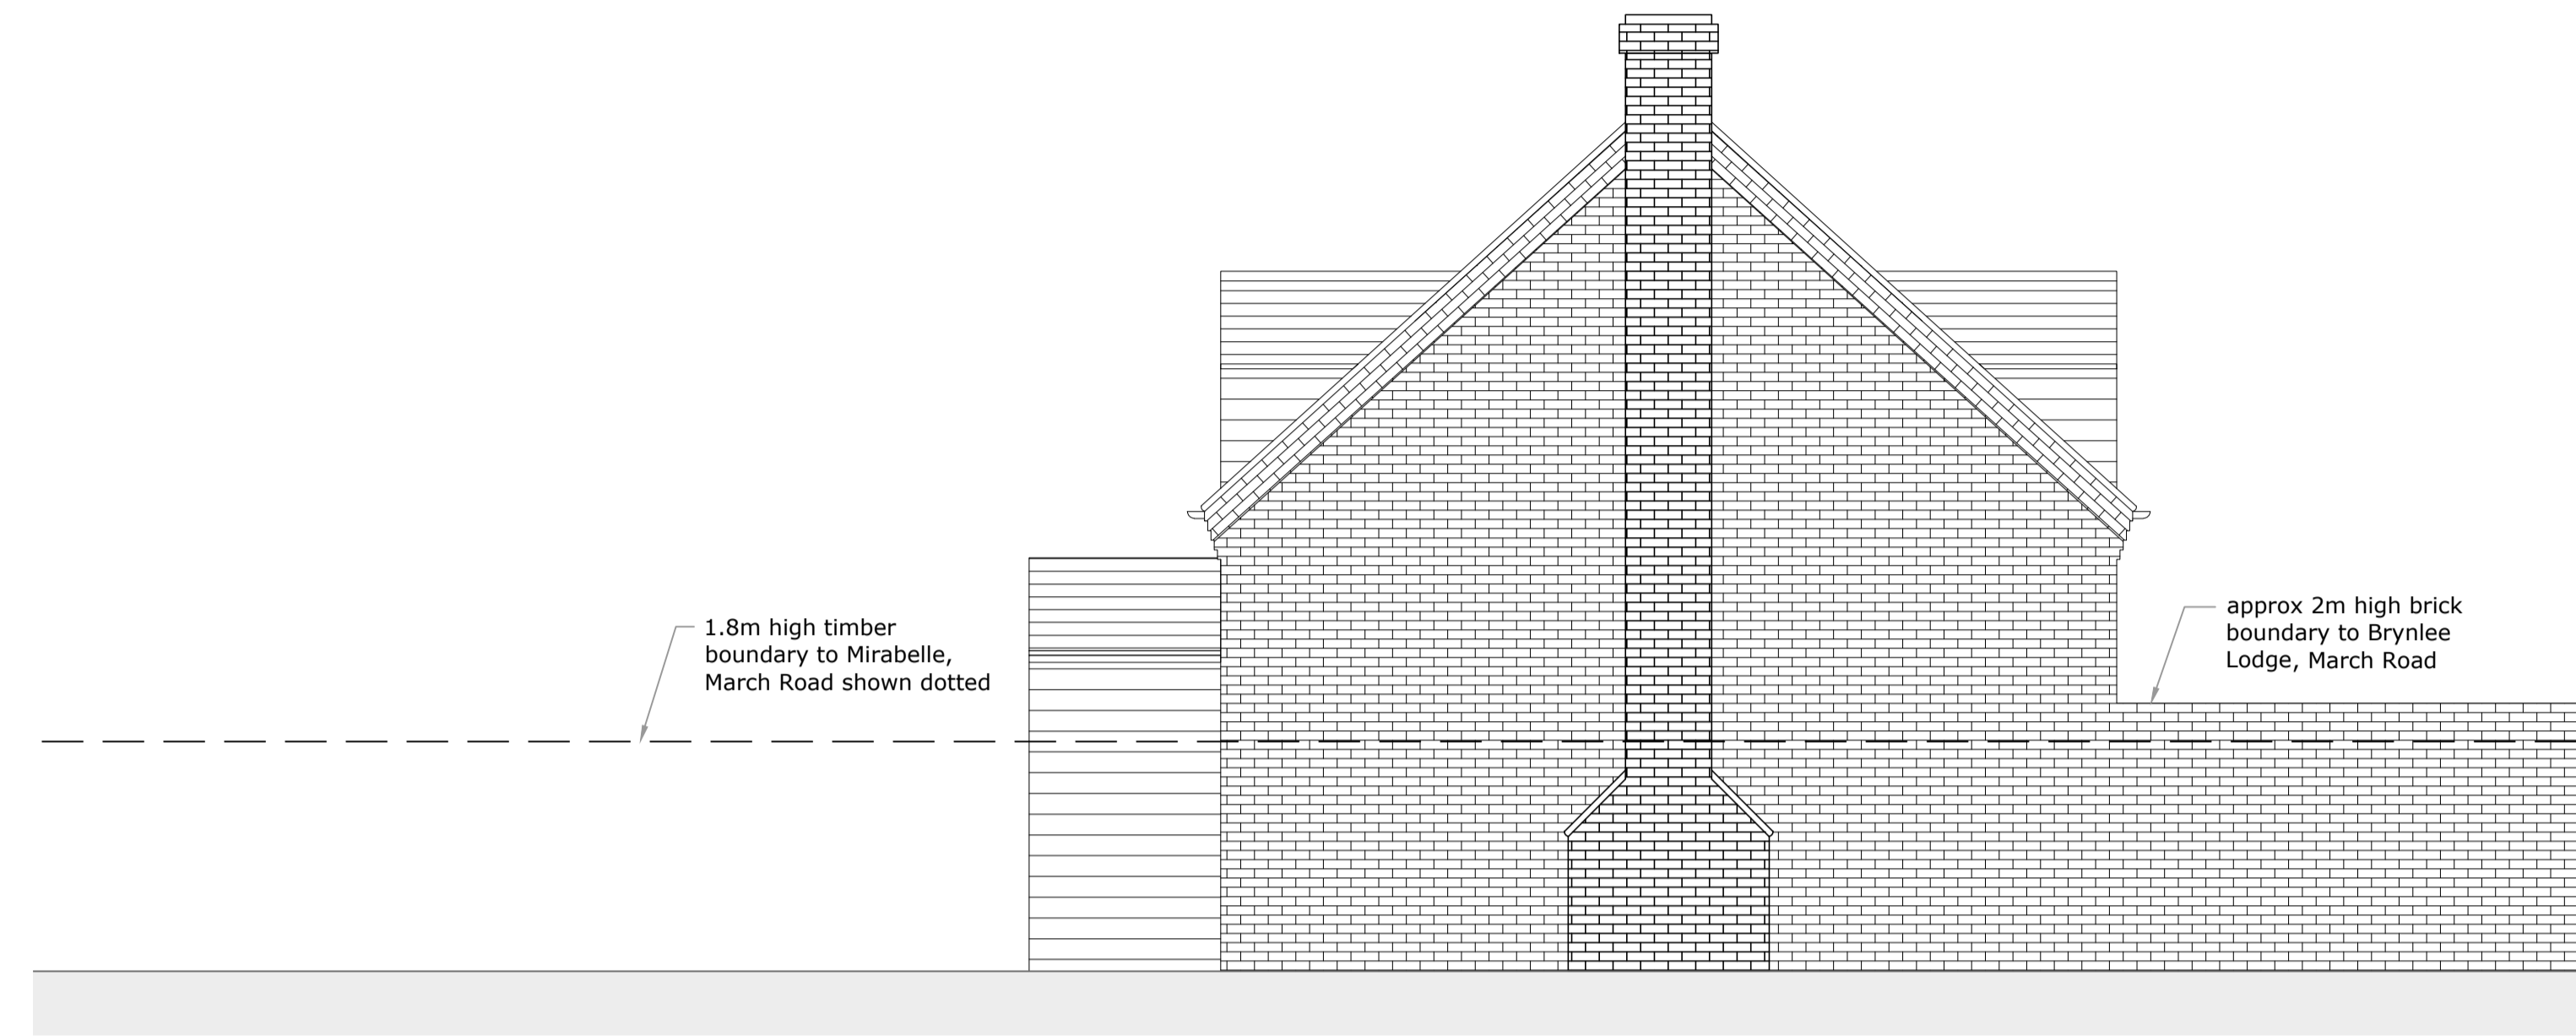 1.8m high timber
boundary to Mirabelle,
March Road shown dotted
approx 2m high brick
boundary to Brynlee
Lodge, March Road